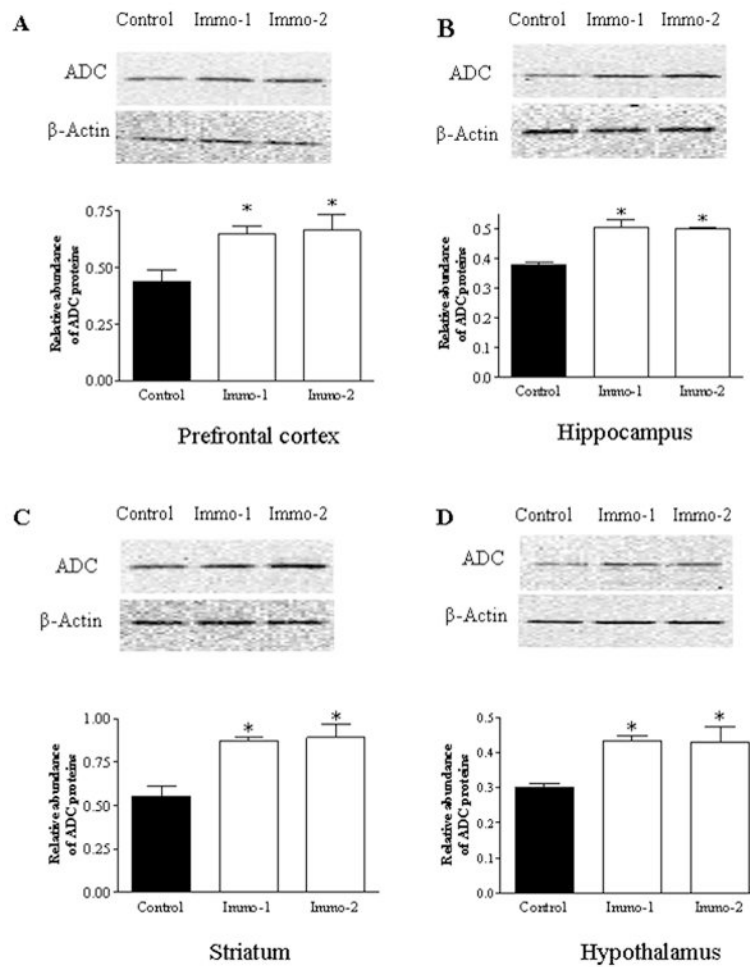 A
Control Immo-1 Immo-2
ADC
β-Actin
Relative abundance
of ADC proteins
0.75
*
*
0.50
0.25
0.00
Control Immo-1 Immo-2
Prefrontal cortex
B
Control Immo-1 Immo-2
ADC
β-Actin
Relative abundance
of ADC proteins
0.5
*
*
0.4
0.3
0.2
0.1
0.0
Control Immo-1 Immo-2
Hippocampus
C
Control Immo-1 Immo-2
ADC
β-Actin
Relative abundance
of ADC proteins
1.00
*
*
0.75
0.50
0.25
0.00
Control Immo-1 Immo-2
Striatum
D
Control Immo-1 Immo-2
ADC
β-Actin
Relative abundance
of ADC proteins
0.5
*
*
0.4
0.3
0.2
0.1
0.0
Control Immo-1 Immo-2
Hypothalamus